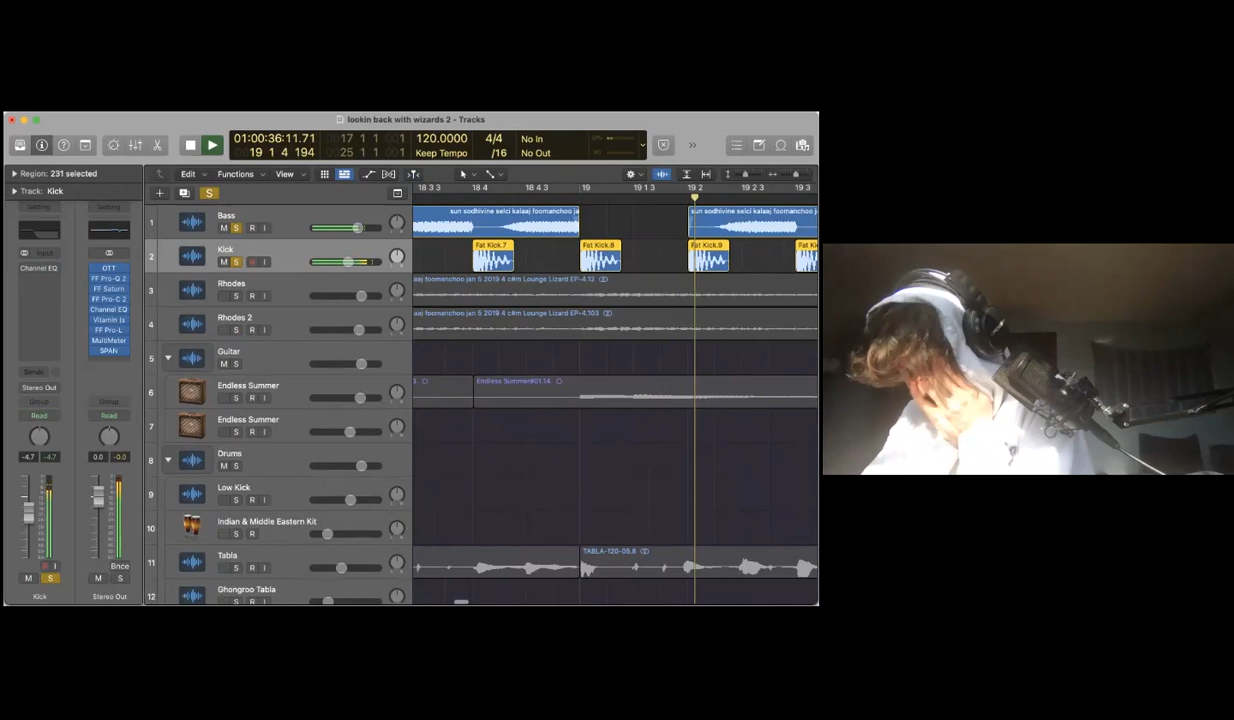 lookin back with wizards 2 - Tracks
01:00:36:11.71
19 1 4 194
17 1 1 001
25 1 1 001
120.0000
Keep Tempo
4/4
/16
No In
No Out
CPU
HD
Region: 231 selected
Track: Kick
Edit
Functions
View
18 3 3
18 4
18 4 3
19
19 1 3
19 2
19 2 3
19 3
S
Setting
Setting
Input
Channel EQ
OTT
FF Pro-Q 2
FF Saturn
FF Pro-C 2
Channel EQ
FF Pro-L
MultiMeter
SPAN
Sends
Stereo Out
Group
Group
Read
Read
-4.7
-4.7
0.0
-0.0
R I
Bnce
M S
M S
Kick
Stereo Out
1
Bass
M S R I
sun sodhivine selci kalaaj foomanchoo ja
sun sodhivine selci kalaaj foomanchoo j
2
Kick
M S R I
Fat Kick.7
Fat Kick.8
Fat Kick.9
Fat Ki
3
Rhodes
M S R I
aaj foomanchoo jan 5 2019 4 c#m Lounge Lizard EP-4.12
4
Rhodes 2
M S R I
aaj foomanchoo jan 5 2019 4 c#m Lounge Lizard EP-4.103
5
Guitar
M S
6
Endless Summer
M S R I
Endless Summer#01.14
7
Endless Summer
M S R I
8
Drums
M S
9
Low Kick
M S R I
10
Indian & Middle Eastern Kit
M S R
11
Tabla
M S R I
TABLA-120-05.8
12
Ghongroo Tabla